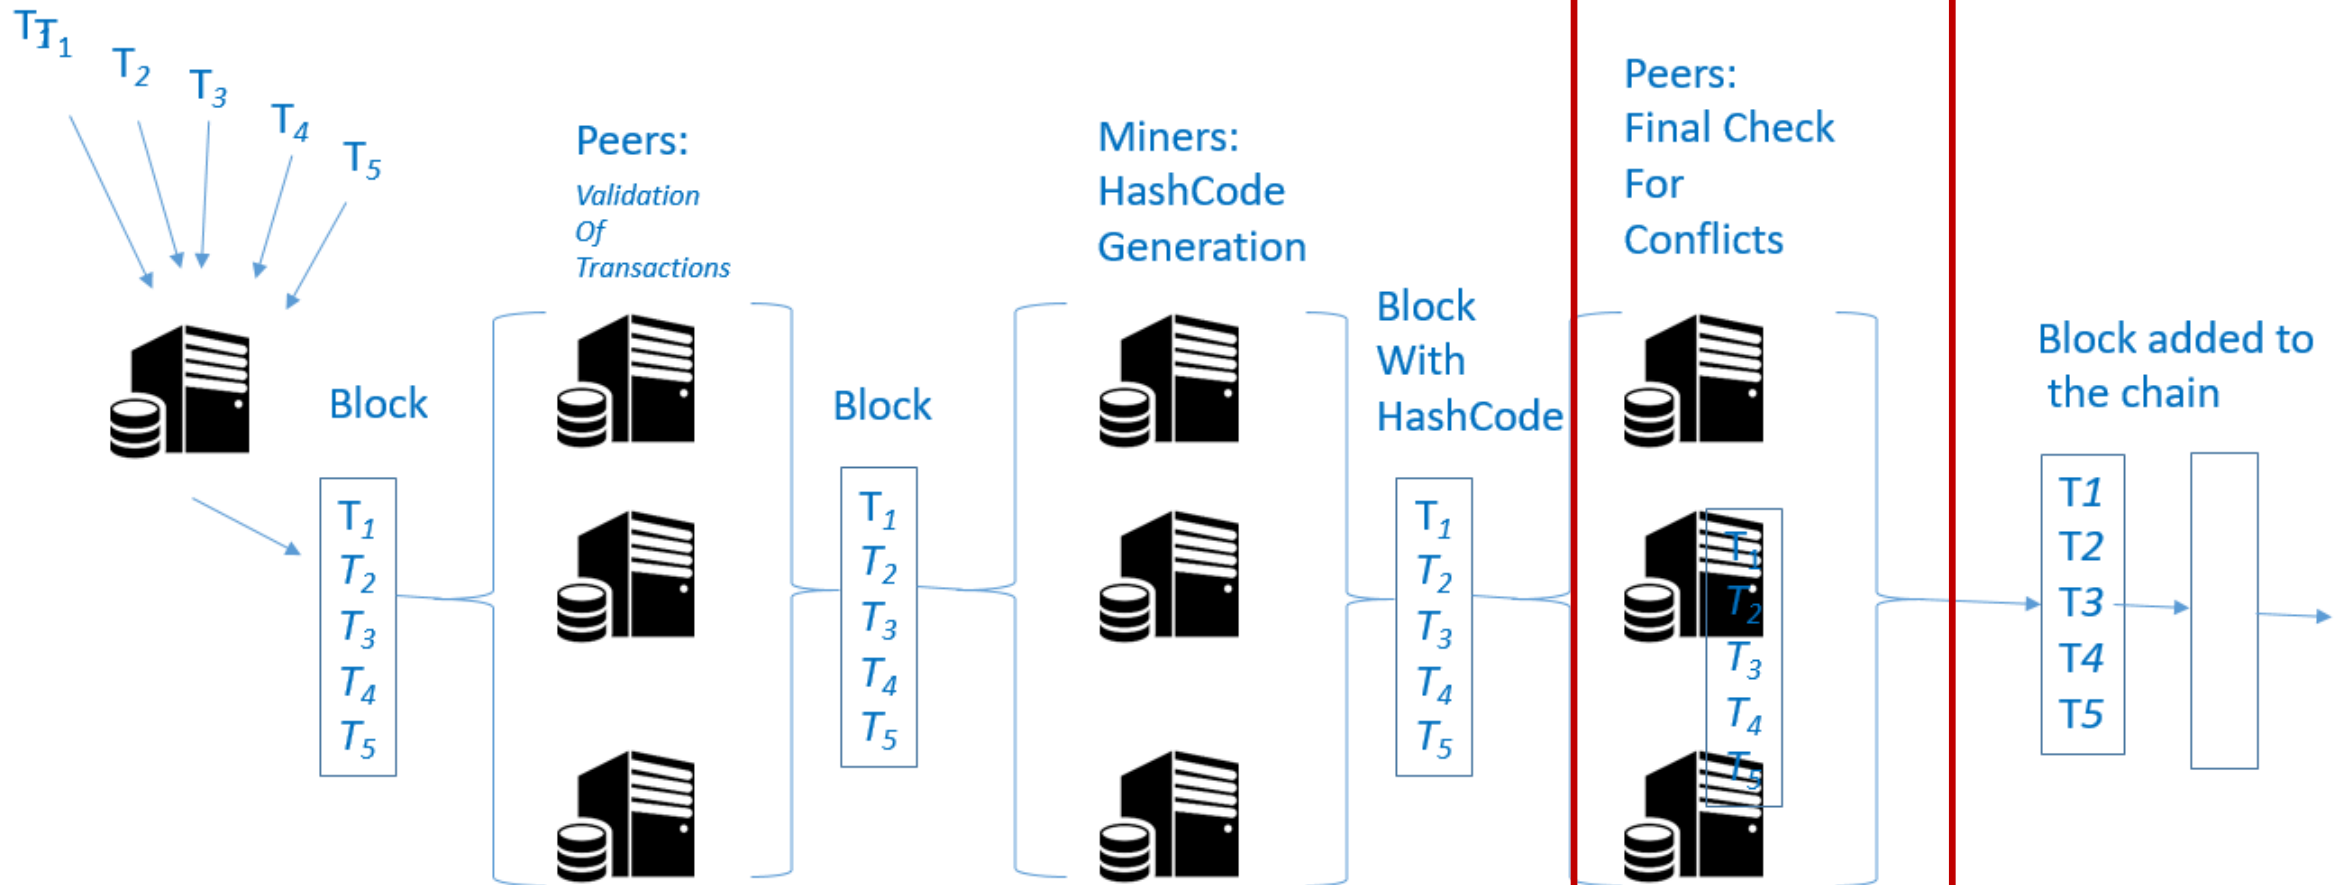 T1
T1
T2
T3
T4
T5
Block
T1
T2
T3
T4
T5
Peers:
Validation
Of
Transactions
Block
T1
T2
T3
T4
T5
Miners:
HashCode
Generation
Block
With
HashCode
T1
T2
T3
T4
T5
Peers:
Final Check
For
Conflicts
T1
T2
T3
T4
T5
Block added to
the chain
T1
T2
T3
T4
T5